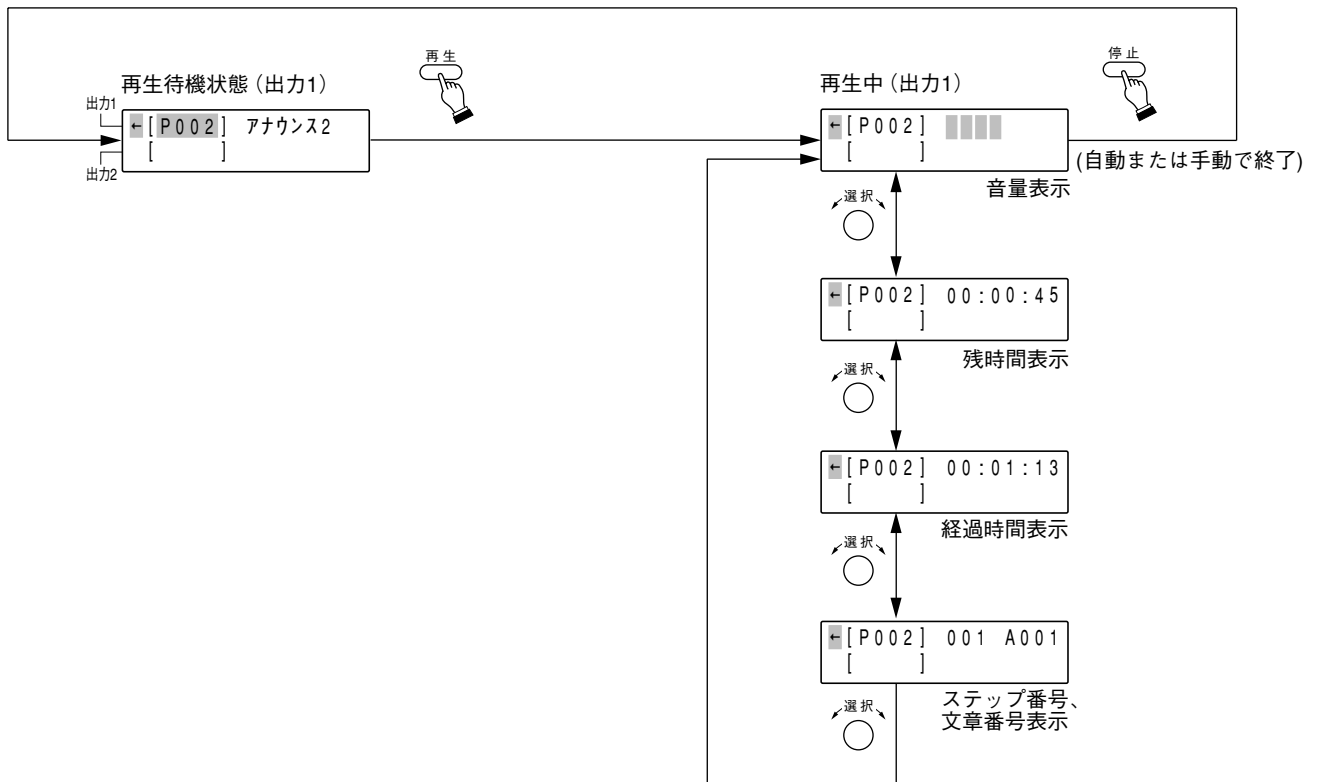 再生
停止
再生待機状態（出力1）
再生中（出力1）
出力1
←[P002] アナウンス2
[ ]
出力2
←[P002]
[ ]
(自動または手動で終了)
音量表示
選択
←[P002] 00:00:45
[ ]
残時間表示
選択
←[P002] 00:01:13
[ ]
経過時間表示
選択
←[P002] 001 A001
[ ]
ステップ番号、
文章番号表示
選択